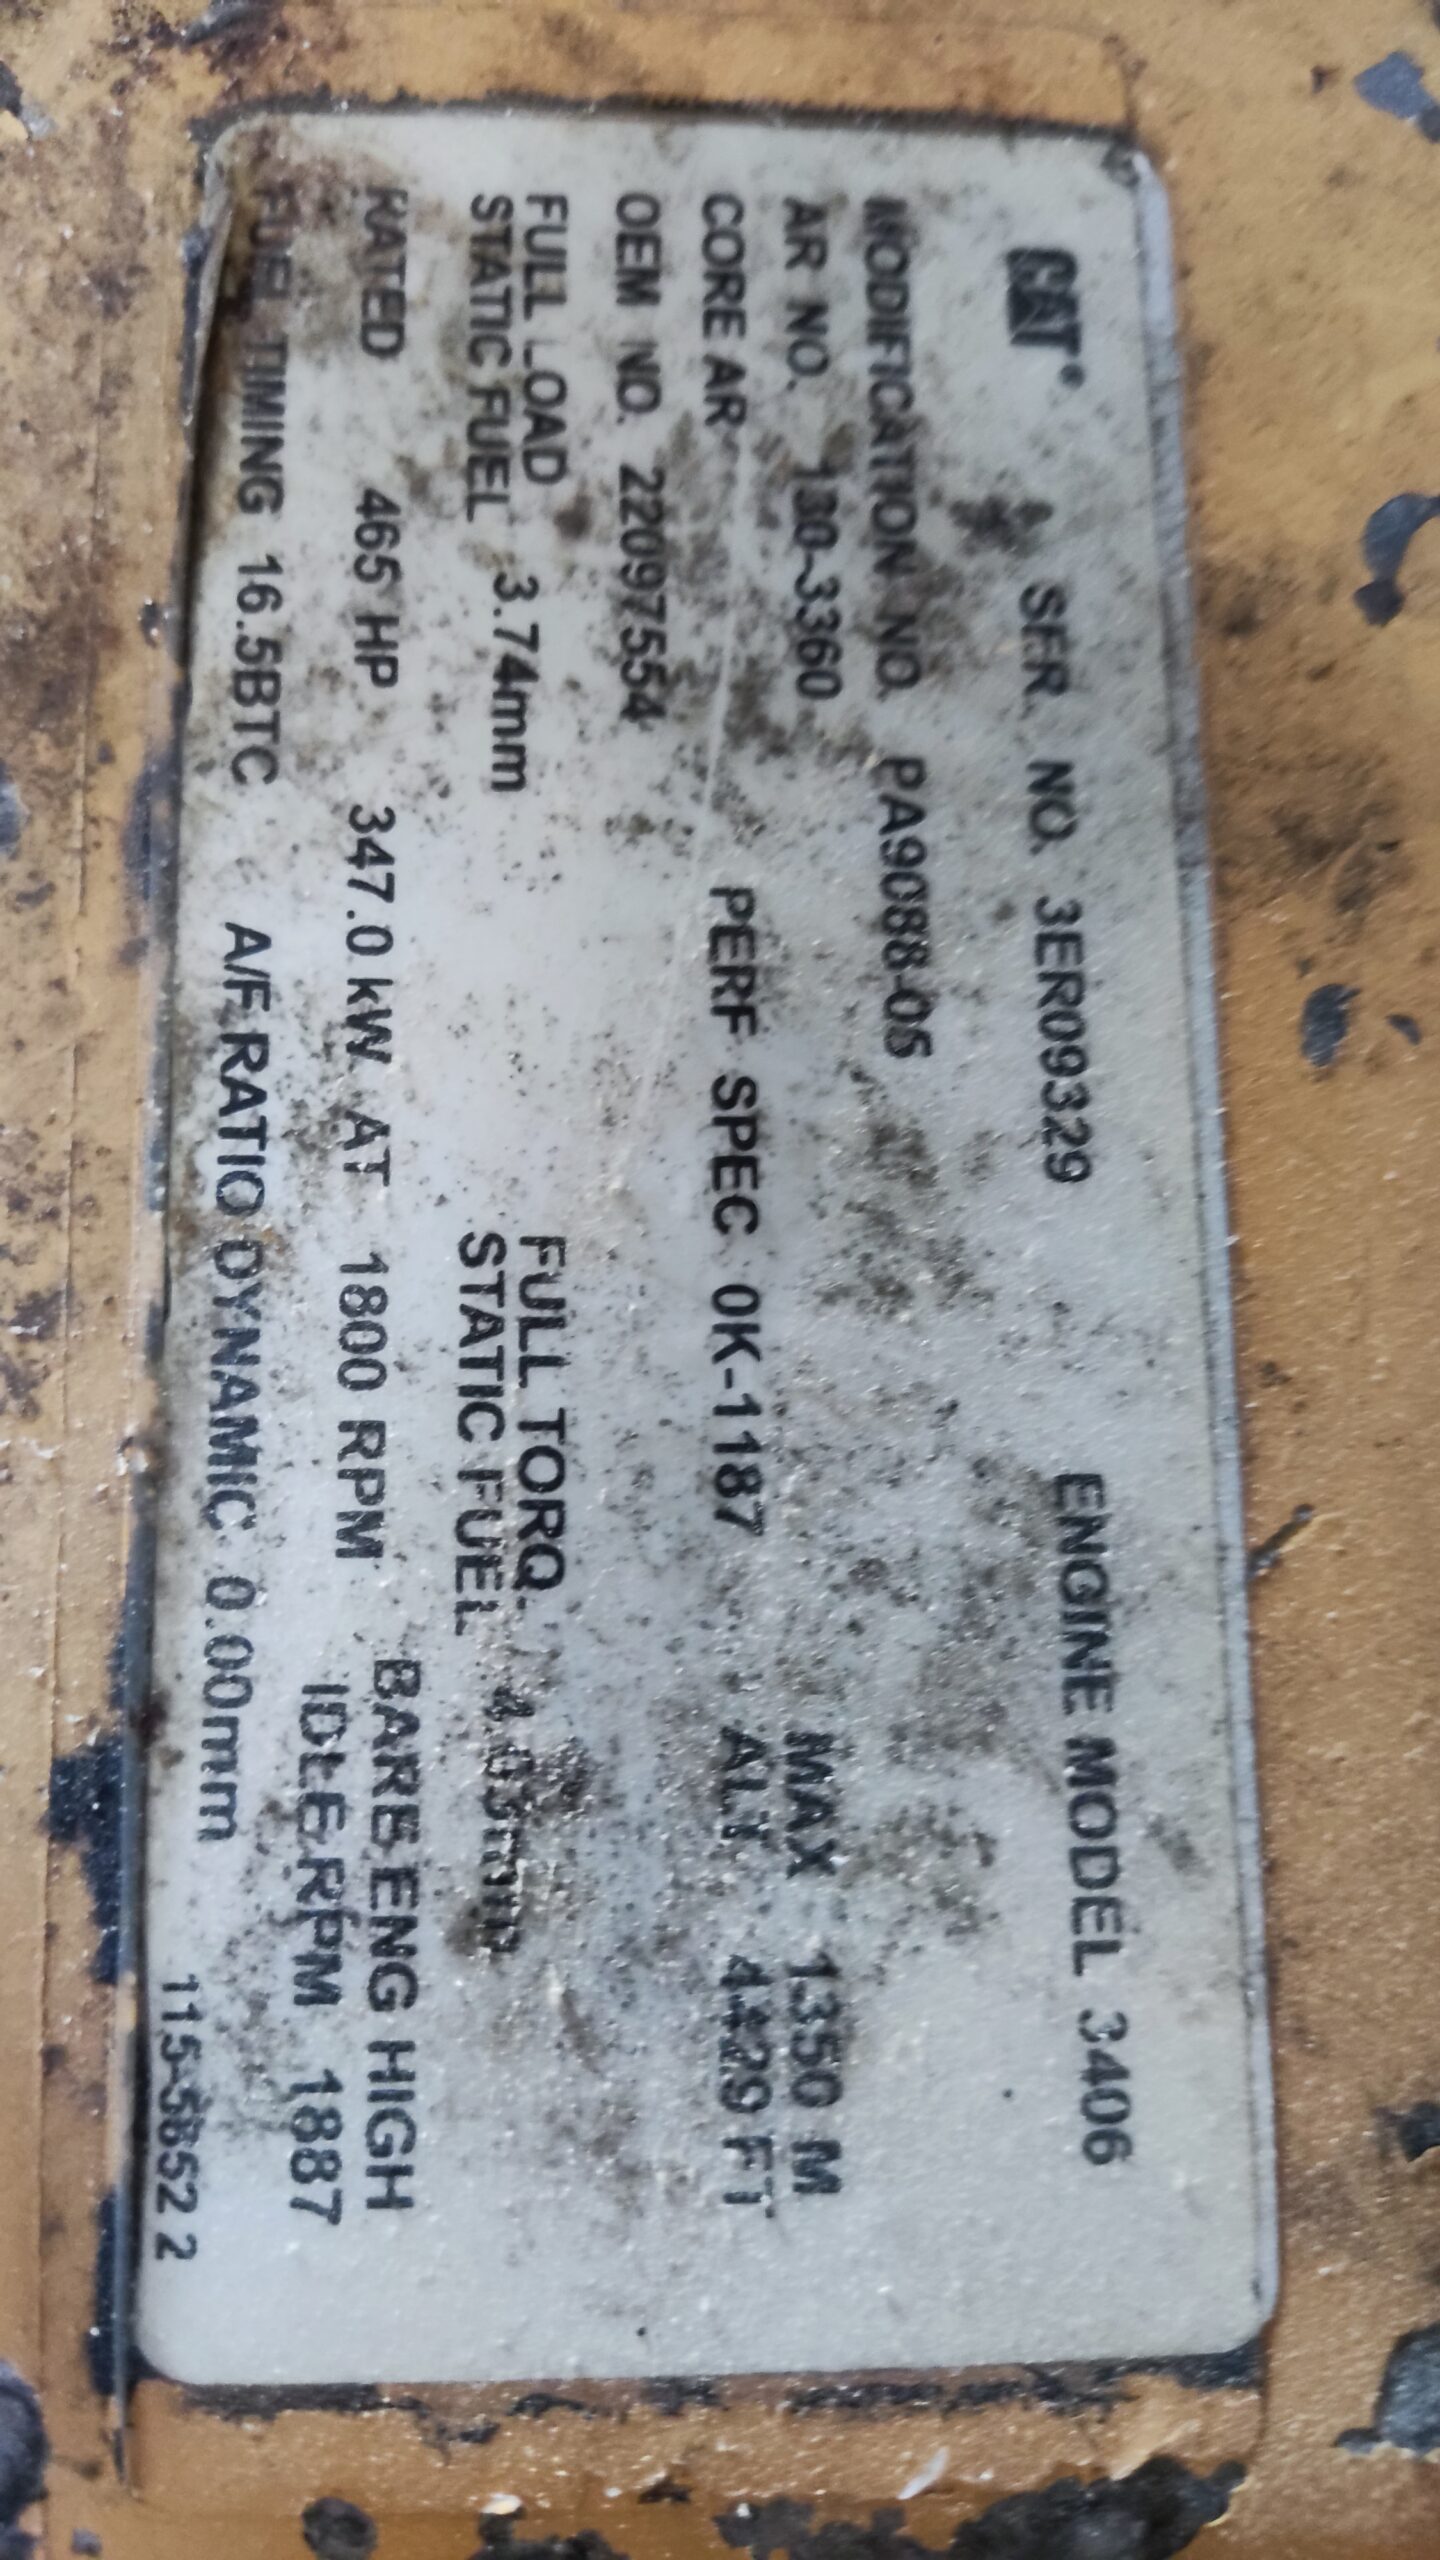 CAT® SER. NO. 3ER09329 ENGINE MODEL 3406
MODIFICATION NO. PA9088-05
AR NO. 130-3360 MAX 1350 M
CORE AR PERF SPEC 0K-1187 ALT 4429 FT
OEM NO. 22097554
FULL LOAD FULL TORQ.
STATIC FUEL 3.74mm STATIC FUEL 4.03mm
RATED 465 HP 347.0 kW AT 1800 RPM BARE ENG HIGH
IDLE RPM 1887
FUEL TIMING 16.5BTC A/F RATIO DYNAMIC 0.00mm
115-5852 2